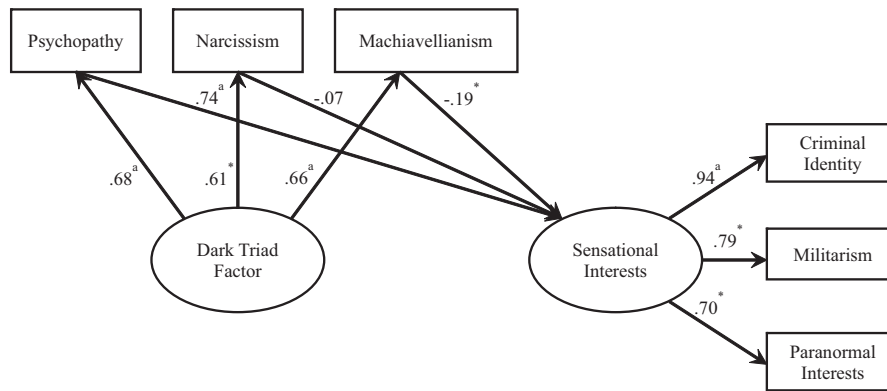 Psychopathy
Narcissism
Machiavellianism
.74a
-.07
-.19*
.68a
.61*
.66a
Dark Triad
Factor
Sensational
Interests
.94a
.79*
.70*
Criminal
Identity
Militarism
Paranormal
Interests